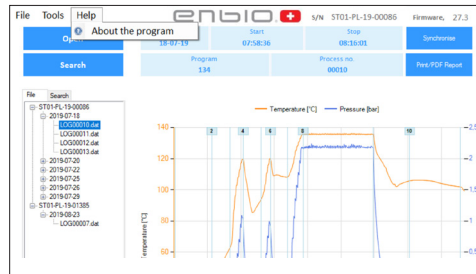 File Tools Help
enbio.
S/N ST01-PL-19-00086 Firmware, 27.3
About the program
Start
Stop
18-07-19
07:58:36
08:16:01
Synchronise
Search
Program
134
Process no.
00010
Print/PDF Report
File Search
ST01-PL-19-00086
2019-07-18
LOG00010.dat
LOG00011.dat
LOG00012.dat
LOG00013.dat
2019-07-20
2019-07-22
2019-07-25
2019-07-26
2019-07-29
ST01-PL-19-01385
2019-08-23
LOG00007.dat
Temperature [°C] Pressure [bar]
2 4 6 8 10
140
120
100
80
60
2.5
2
1.5
1
0.5